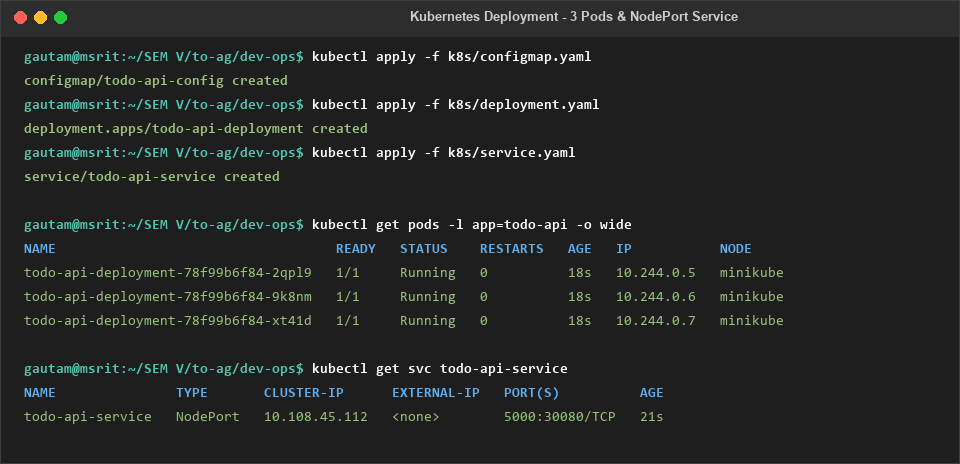 Kubernetes Deployment - 3 Pods & NodePort Service
gautam@msrit:~/SEM V/to-ag/dev-ops$ kubectl apply -f k8s/configmap.yaml
configmap/todo-api-config created
gautam@msrit:~/SEM V/to-ag/dev-ops$ kubectl apply -f k8s/deployment.yaml
deployment.apps/todo-api-deployment created
gautam@msrit:~/SEM V/to-ag/dev-ops$ kubectl apply -f k8s/service.yaml
service/todo-api-service created
gautam@msrit:~/SEM V/to-ag/dev-ops$ kubectl get pods -l app=todo-api -o wide
NAME                                   READY   STATUS    RESTARTS   AGE   IP           NODE
todo-api-deployment-78f99b6f84-2qpl9   1/1     Running   0          18s   10.244.0.5   minikube
todo-api-deployment-78f99b6f84-9k8nm   1/1     Running   0          18s   10.244.0.6   minikube
todo-api-deployment-78f99b6f84-xt41d   1/1     Running   0          18s   10.244.0.7   minikube
gautam@msrit:~/SEM V/to-ag/dev-ops$ kubectl get svc todo-api-service
NAME               TYPE       CLUSTER-IP      EXTERNAL-IP   PORT(S)          AGE
todo-api-service   NodePort   10.108.45.112   <none>        5000:30080/TCP   21s